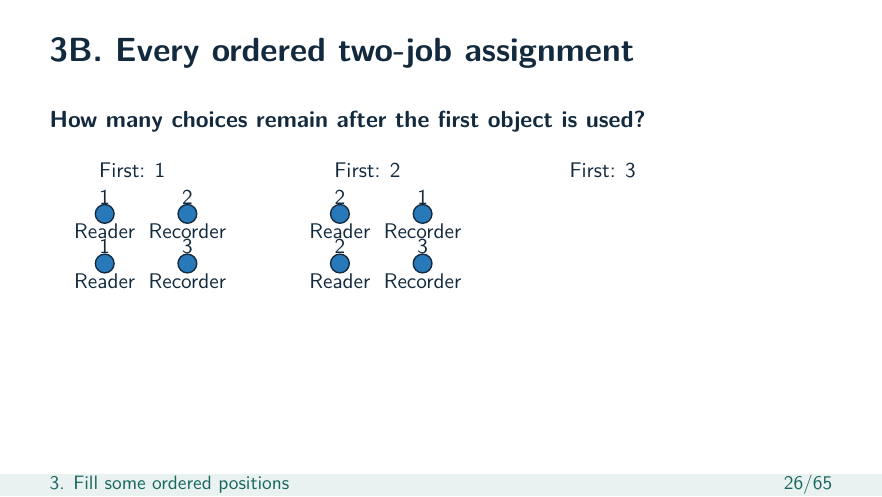 3B. Every ordered two-job assignment
How many choices remain after the first object is used?
First: 1 First: 2 First: 3
1 2 2 1
Reader Recorder Reader Recorder
1 3 2 3
Reader Recorder Reader Recorder
3. Fill some ordered positions 26/65